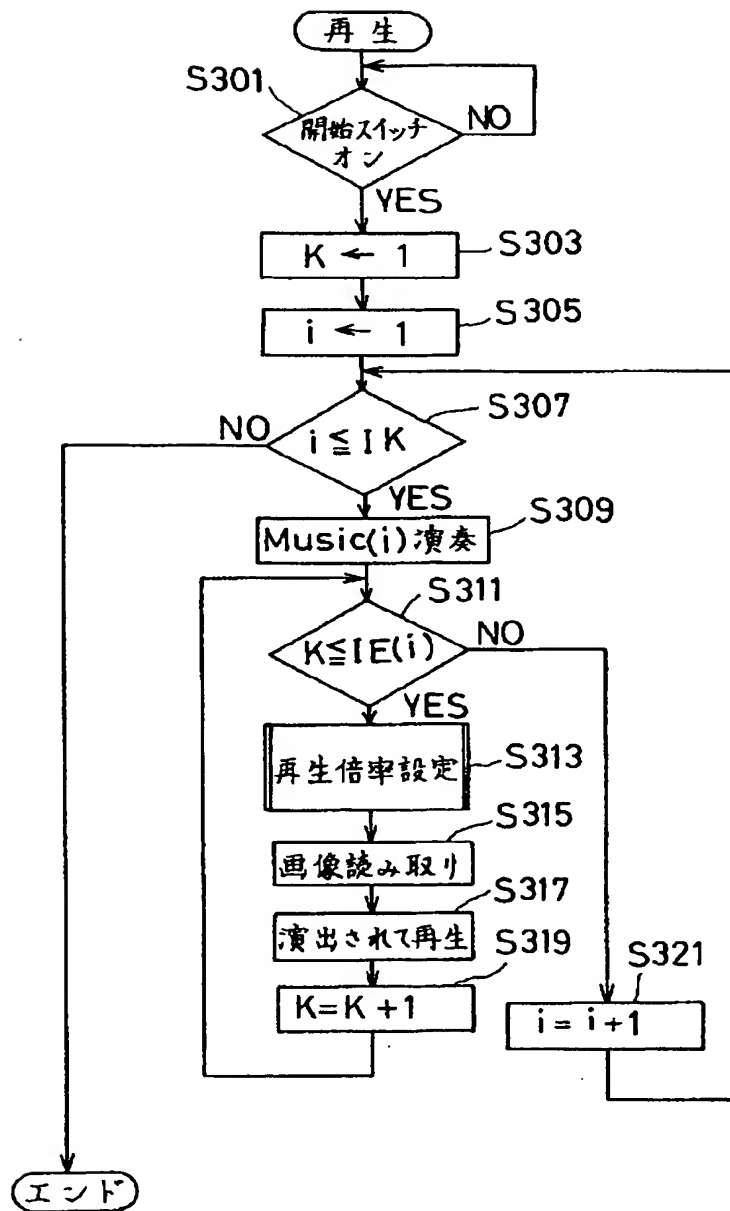 再生
S301
開始スイッチ
オン
NO
YES
K ← 1
S303
i ← 1
S305
S307
NO
i ≦ I K
YES
S309
Music(i)演奏
S311
K≦IE(i)
NO
YES
再生倍率設定
S313
S315
画像読み取り
S317
演出されて再生
S319
K=K+1
S321
i=i+1
エンド